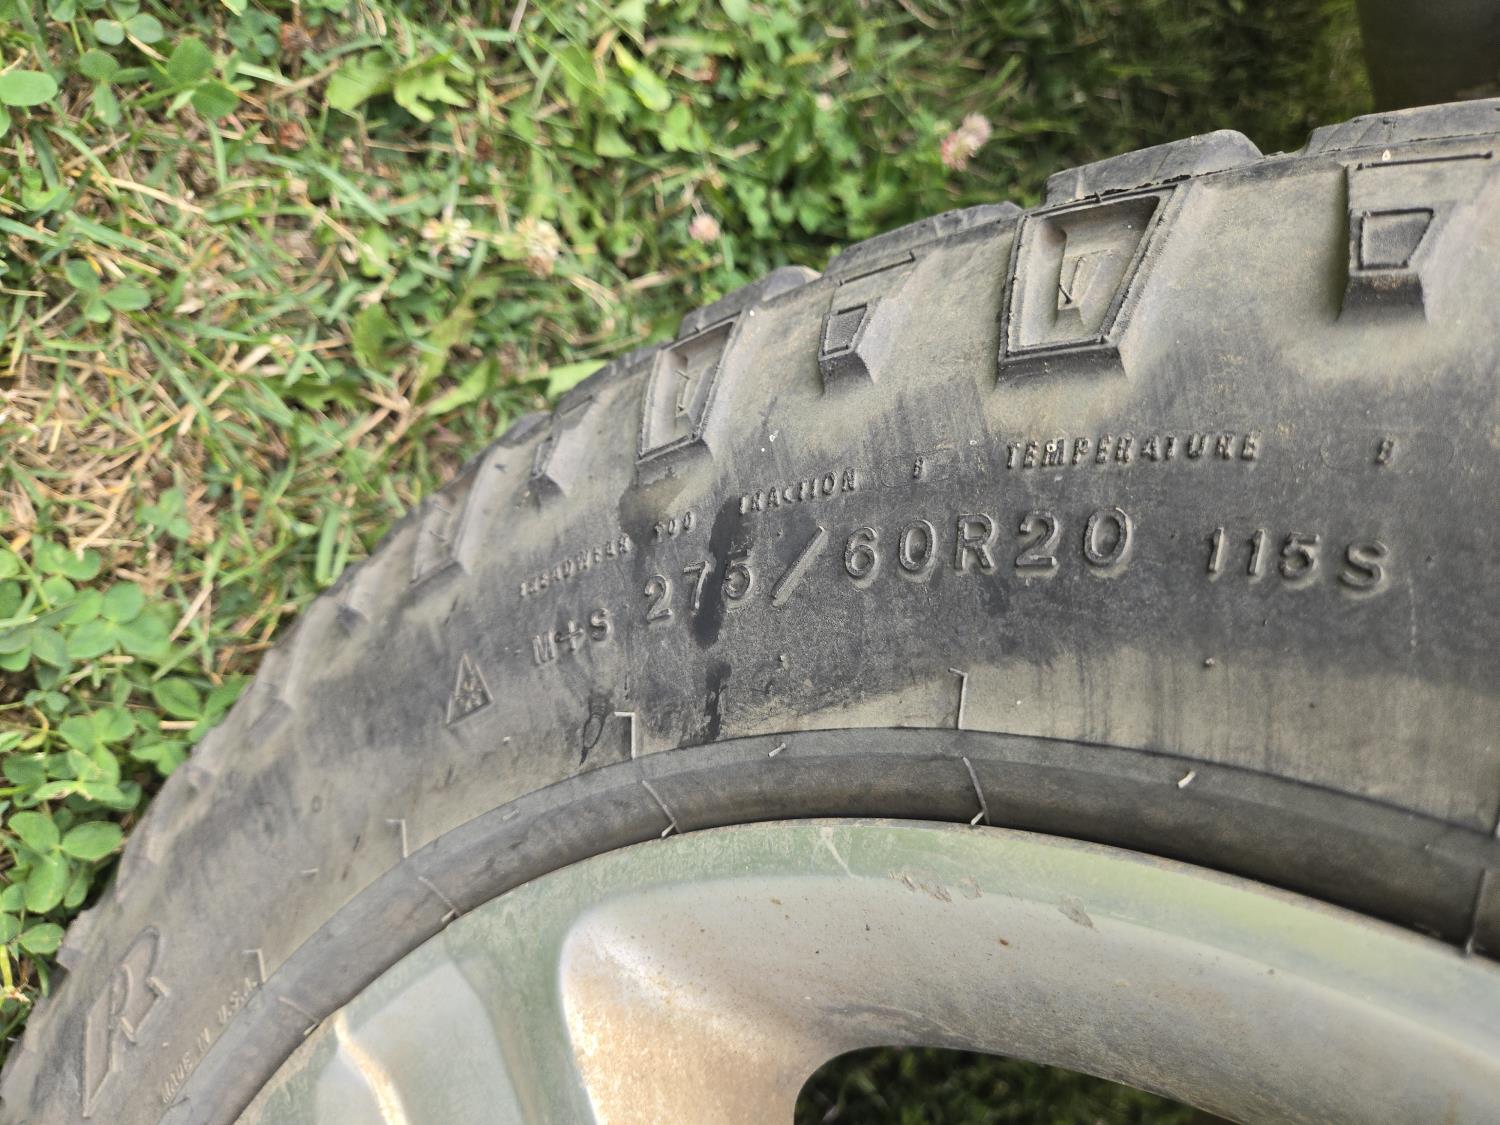 TREADWEAR 500 TRACTION B TEMPERATURE B
M+S 275/60R20 115S
R
MADE IN U.S.A.